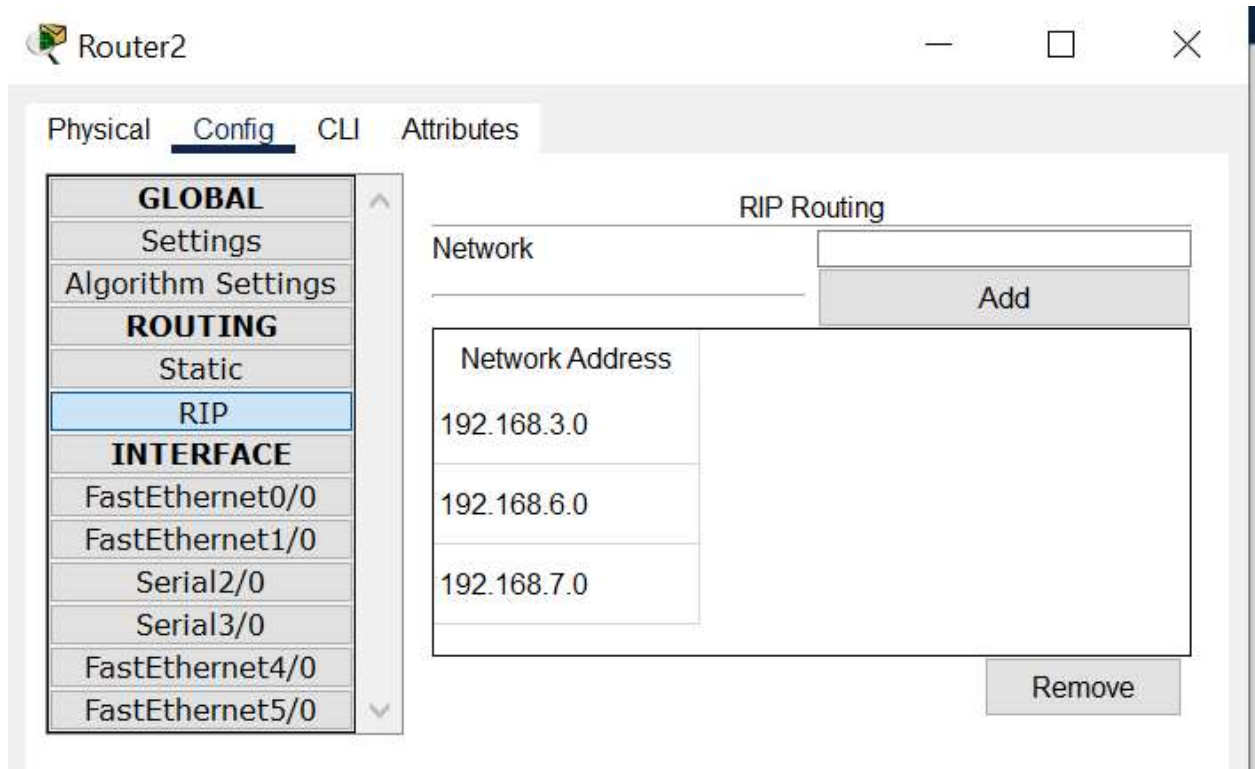 Router2
Physical Config CLI Attributes
GLOBAL
Settings
Algorithm Settings
ROUTING
Static
RIP
INTERFACE
FastEthernet0/0
FastEthernet1/0
Serial2/0
Serial3/0
FastEthernet4/0
FastEthernet5/0
RIP Routing
Network
Add
Network Address
192.168.3.0
192.168.6.0
192.168.7.0
Remove